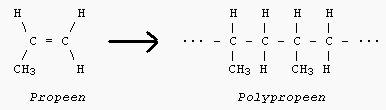 H H H H H H
C = C ··· - C - C - C - C - ···
CH₃ H CH₃ H CH₃ H
Propeen Polypropeen